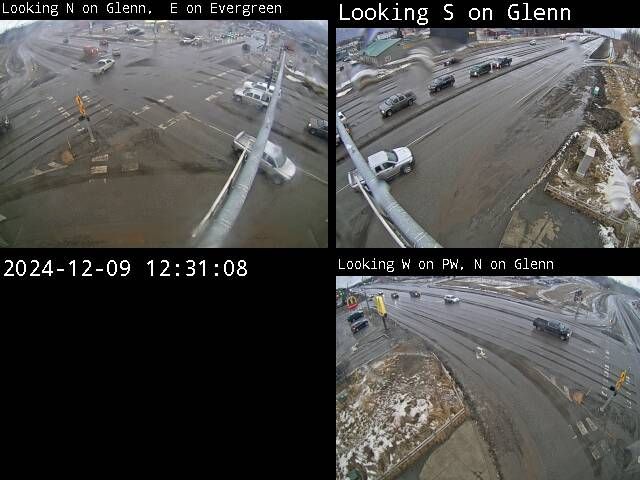 Looking N on Glenn,  E on Evergreen
Looking S on Glenn
2024-12-09 12:31:08
Looking W on PW, N on Glenn